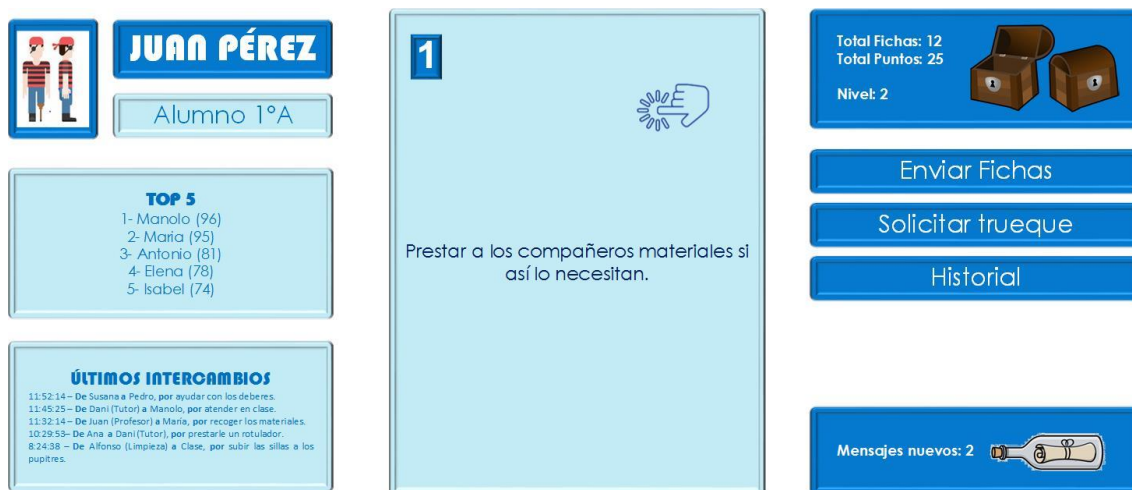 JUAN PÉREZ
Alumno 1ºA
TOP 5
1- Manolo (96)
2- Maria (95)
3- Antonio (81)
4- Elena (78)
5- Isabel (74)
ÚLTIMOS INTERCAMBIOS
11:52:14 – De Susana a Pedro, por ayudar con los deberes.
11:45:25 – De Dani (Tutor) a Manolo, por atender en clase.
11:32:14 – De Juan (Profesor) a María, por recoger los materiales.
10:29:53– De Ana a Dani (Tutor), por prestarle un rotulador.
8:24:38 – De Alfonso (Limpieza) a Clase, por subir las sillas a los
pupitres.
1
Prestar a los compañeros materiales si
así lo necesitan.
Total Fichas: 12
Total Puntos: 25
Nivel: 2
1
1
Enviar Fichas
Solicitar trueque
Historial
Mensajes nuevos: 2